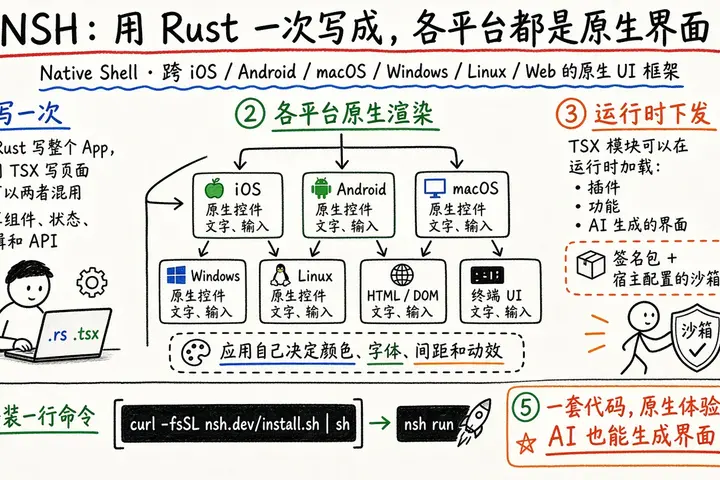 NSH：用 Rust 一次写成，各平台都是原生界面
Native Shell · 跨 iOS / Android / macOS / Windows / Linux / Web 的原生 UI 框架
写一次
Rust 写整个 App，
TSX 写页面
以两者混用
组件、状态、
和 API
.rs .tsx
② 各平台原生渲染
iOS
原生控件
文字、输入
Android
原生控件
文字、输入
macOS
原生控件
文字、输入
Windows
原生控件
文字、输入
Linux
原生控件
文字、输入
HTML / DOM
文字、输入
终端 UI
文字、输入
应用自己决定颜色、字体、间距和动效
③ 运行时下发
TSX 模块可以在
运行时加载：
• 插件
• 功能
• AI 生成的界面
签名包 +
宿主配置的沙箱
沙箱
装一行命令
curl -fsSL nsh.dev/install.sh | sh
nsh run
⑤ 一套代码，原生体验
AI 也能生成界面